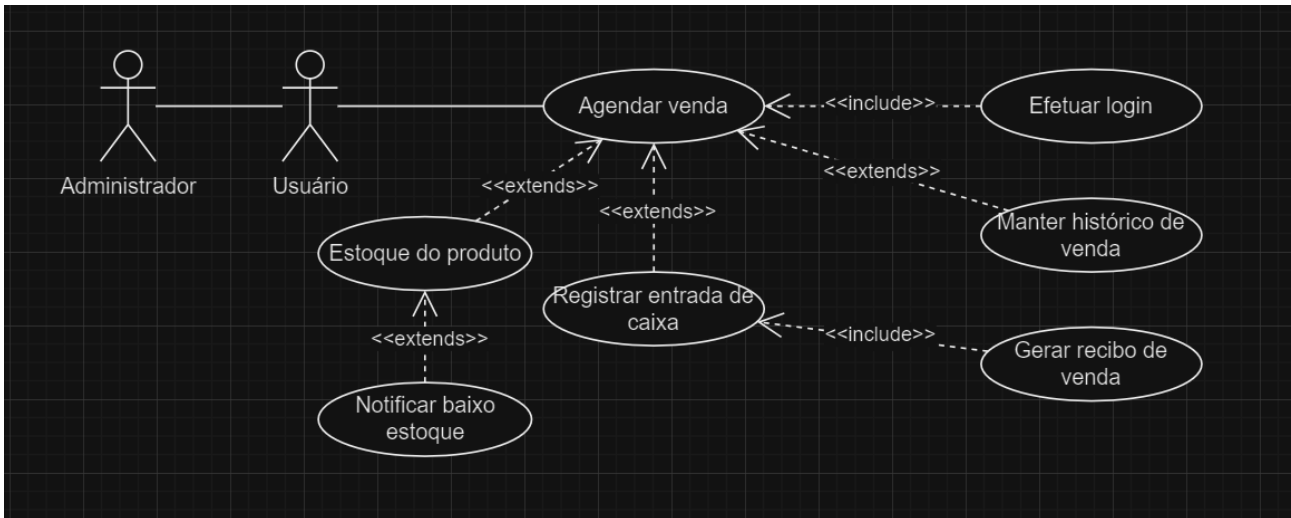 Agendar venda
<<include>>
Efetuar login
Administrador
Usuário
<<extends>>
<<extends>>
<<extends>>
Manter histórico de
venda
Estoque do produto
Registrar entrada de
caixa
<<extends>>
<<include>>
Gerar recibo de
venda
Notificar baixo
estoque